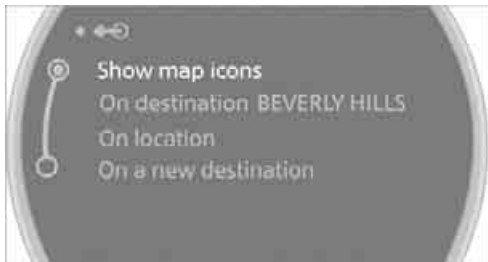 Show map icons
On destination BEVERLY HILLS
On location
On a new destination